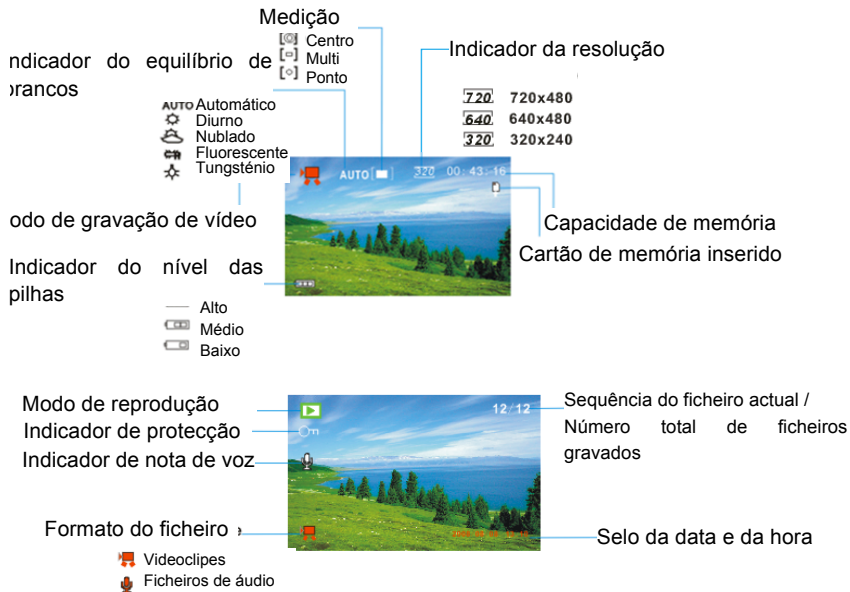 Medição
Centro
Multi
Ponto
Indicador da resolução
ndicador do equilíbrio de
rancos
AUTO Automático
Diurno
Nublado
Fluorescente
Tungsténio
720 720x480
640 640x480
320 320x240
AUTO 320 00:43:16
odo de gravação de vídeo
Capacidade de memória
Cartão de memória inserido
Indicador do nível das
pilhas
Alto
Médio
Baixo
Modo de reprodução
Indicador de protecção
Indicador de nota de voz
12/12
Sequência do ficheiro actual /
Número total de ficheiros
gravados
Formato do ficheiro
Selo da data e da hora
Videoclipes
Ficheiros de áudio